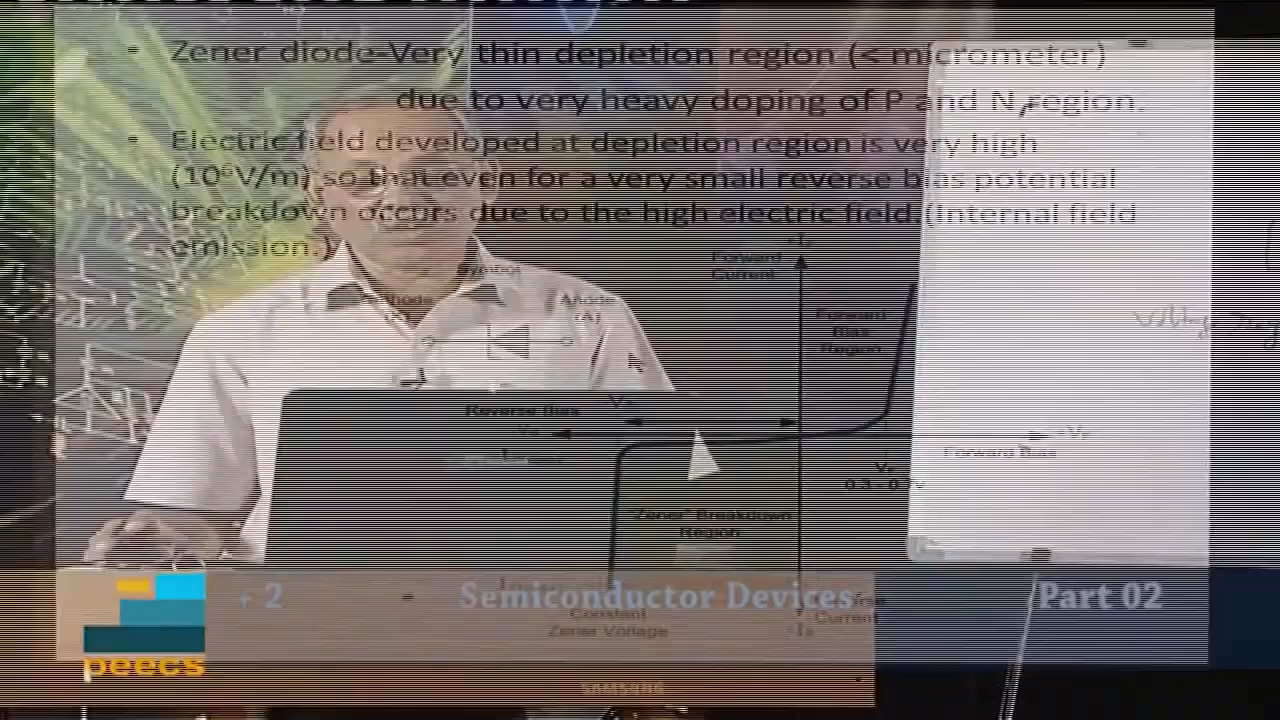 • Zener diode-Very thin depletion region (< micrometer)
due to very heavy doping of P and N region.
• Electric field developed at depletion region is very high
(10⁶V/m) so that even for a very small reverse bias potential
breakdown occurs due to the high electric field.(Internal field
emission.)
Symbol
Anode
(A)
Forward
Current
Forward
Bias
Region
Reverse Bias
Forward Bias
0.3 - 0.7v
"Zener" Breakdown
Region
Constant
Zener Voltage
Current
+ 2 - Semiconductor Devices Part 02
peecs
SAMSUNG